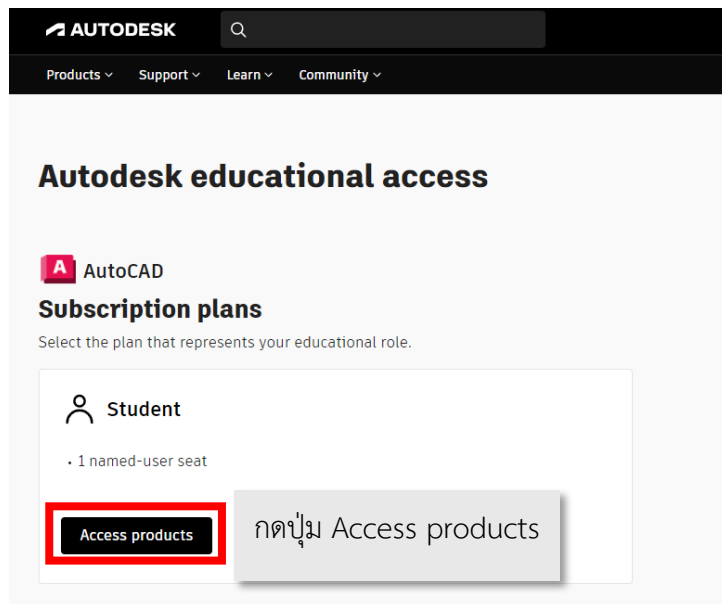 AUTODESK
Products Support Learn Community
Autodesk educational access
A AutoCAD
Subscription plans
Select the plan that represents your educational role.
Student
• 1 named-user seat
Access products
กดปุ่ม Access products